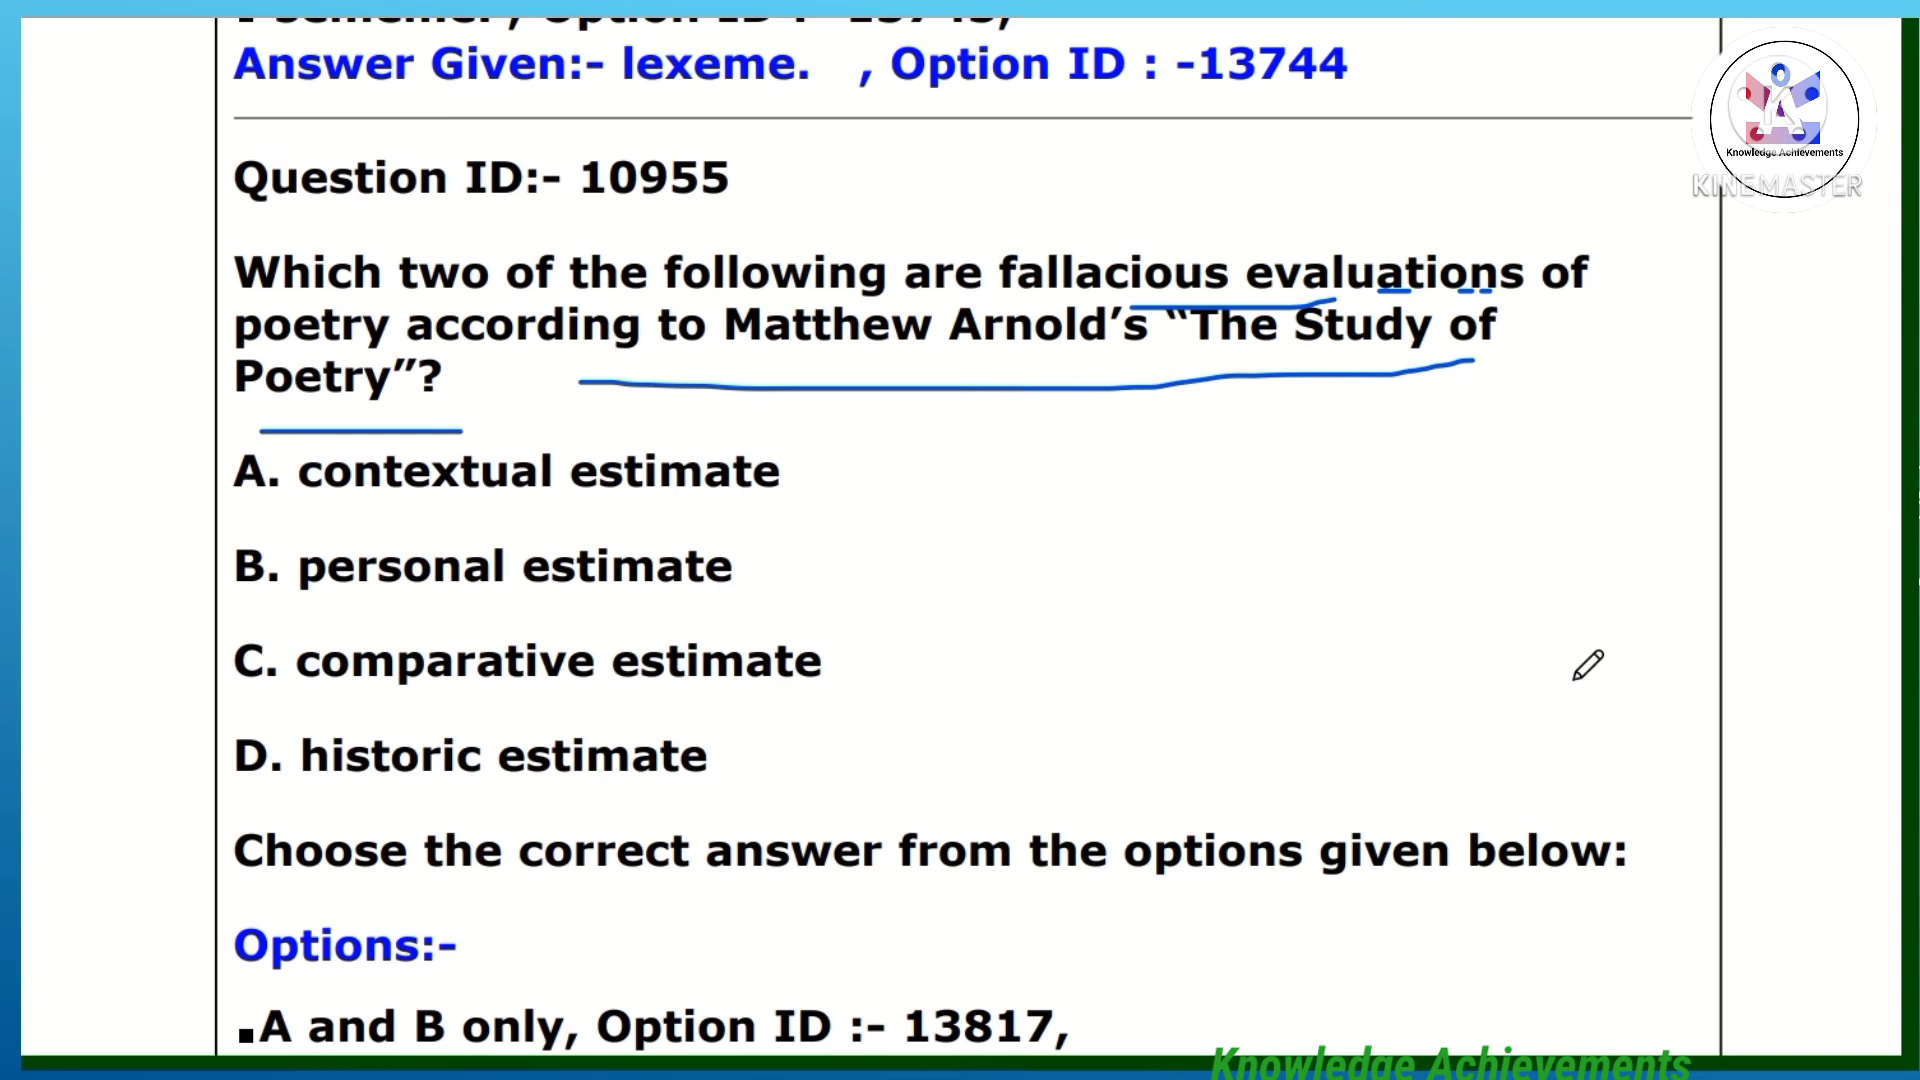 Answer Given:- lexeme. , Option ID : -13744
Knowledge Achievements
KINEMASTER
Question ID:- 10955
Which two of the following are fallacious evaluations of
poetry according to Matthew Arnold’s “The Study of
Poetry”?
A. contextual estimate
B. personal estimate
C. comparative estimate
D. historic estimate
Choose the correct answer from the options given below:
Options:-
▪A and B only, Option ID :- 13817,
Knowledge Achievements